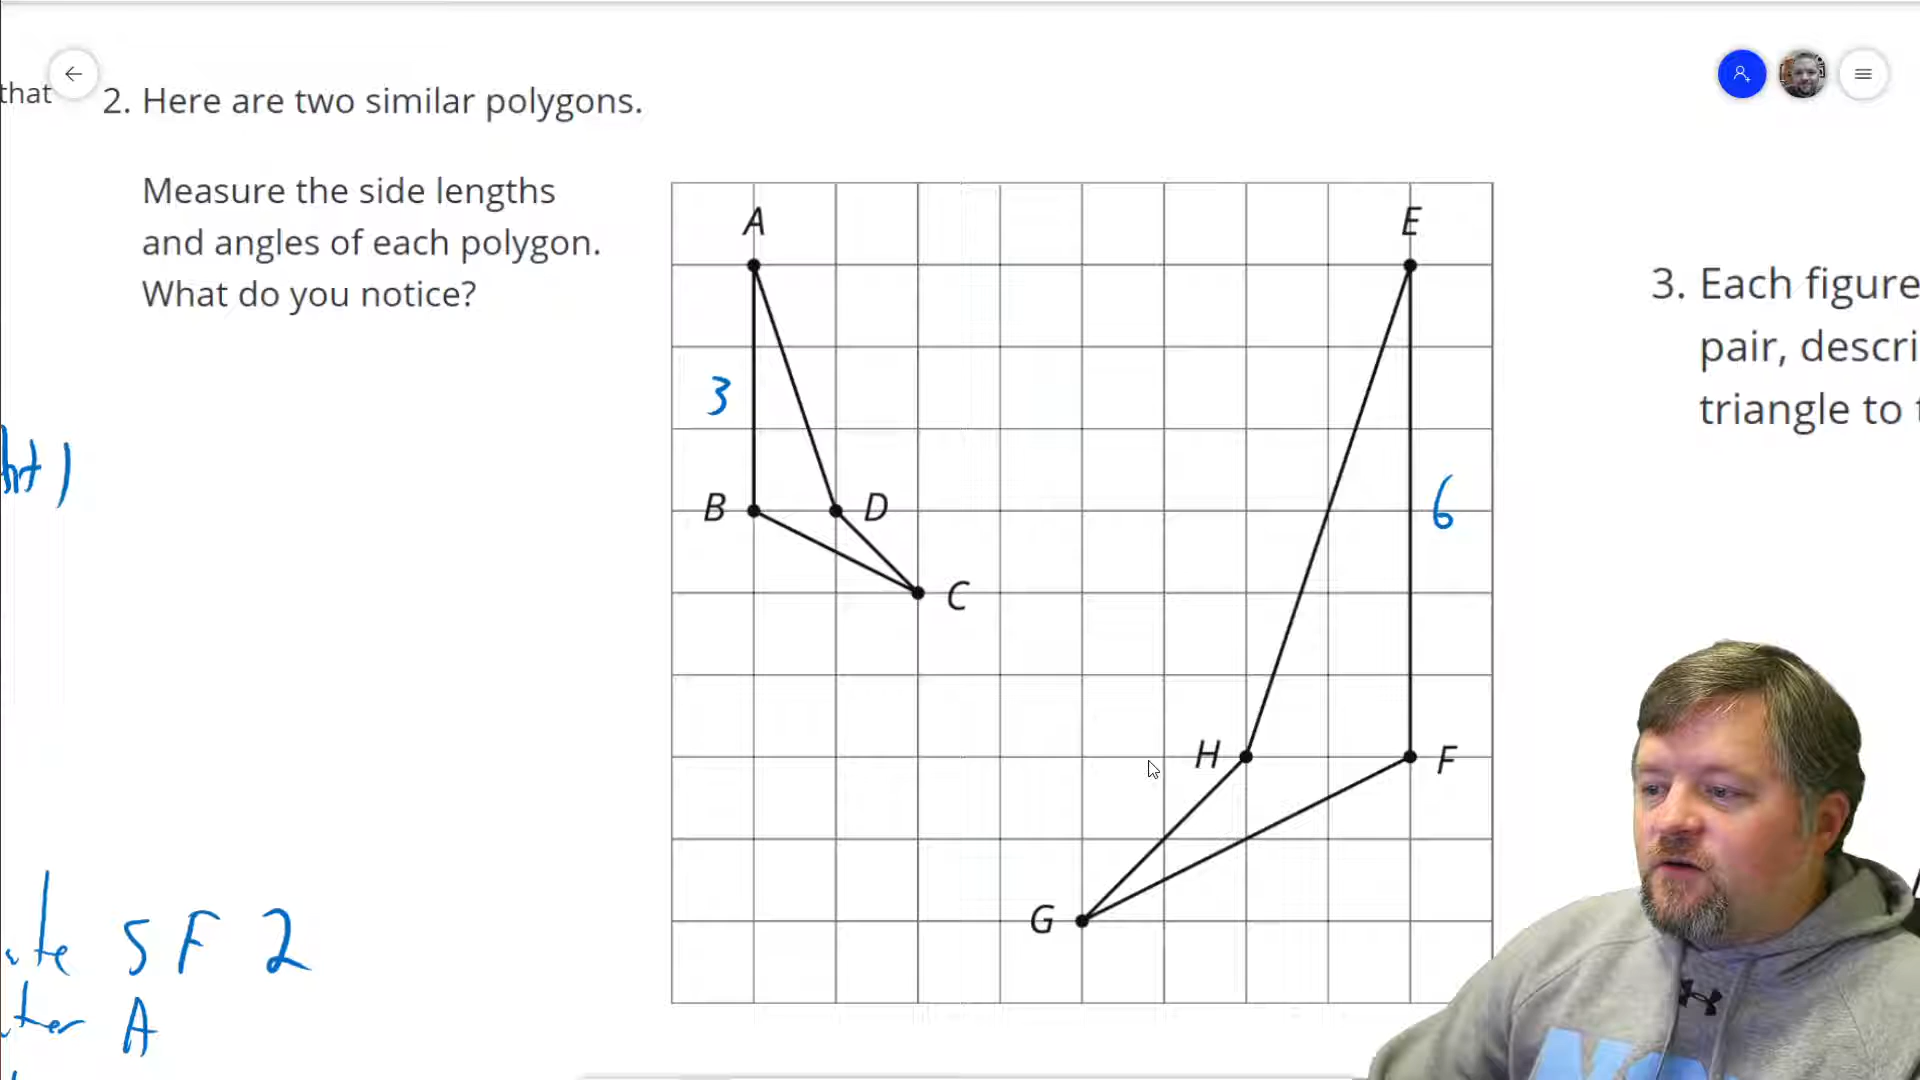 that
2. Here are two similar polygons.
Measure the side lengths
and angles of each polygon.
What do you notice?
A
E
3
B
D
C
6
H
F
G
3. Each figure
pair, descri
triangle to
1
S F 2
A